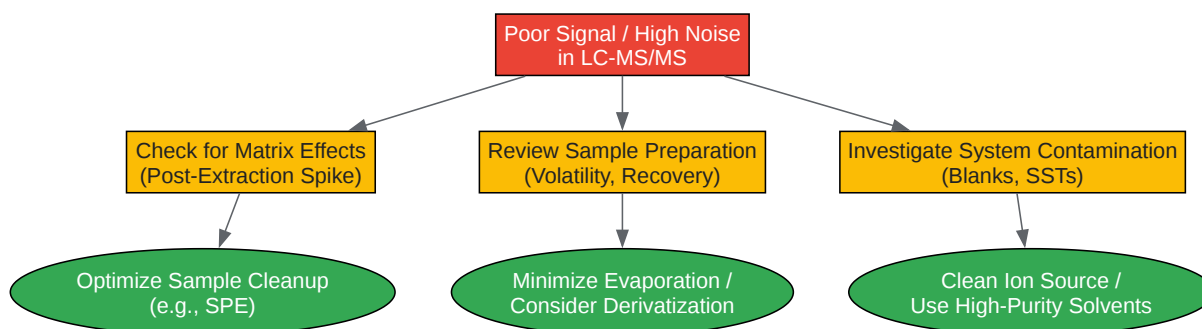 Poor Signal / High Noise
in LC-MS/MS
Check for Matrix Effects
(Post-Extraction Spike)
Review Sample Preparation
(Volatility, Recovery)
Investigate System Contamination
(Blanks, SSTs)
Optimize Sample Cleanup
(e.g., SPE)
Minimize Evaporation /
Consider Derivatization
Clean Ion Source /
Use High-Purity Solvents